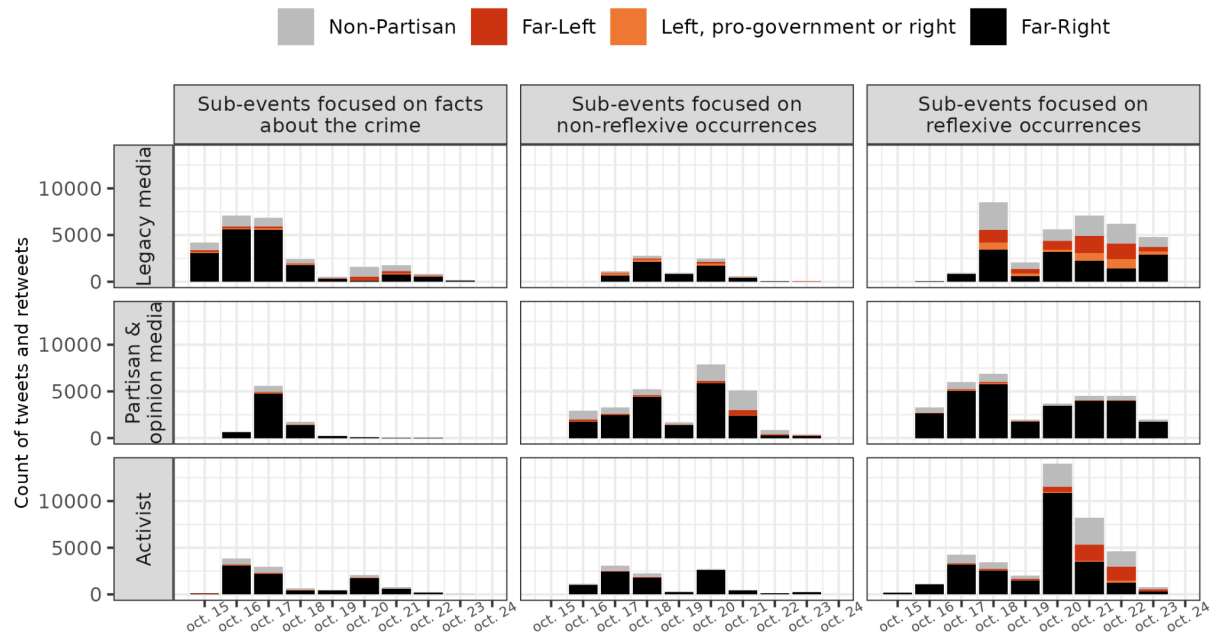 Non-Partisan Far-Left Left, pro-government or right Far-Right
Sub-events focused on facts
about the crime
Sub-events focused on
non-reflexive occurrences
Sub-events focused on
reflexive occurrences
Count of tweets and retweets
Legacy media
10000
5000
0
Partisan &
opinion media
10000
5000
0
Activist
10000
5000
0
oct. 15 oct. 16 oct. 17 oct. 18 oct. 19 oct. 20 oct. 21 oct. 22 oct. 23 oct. 24
oct. 15 oct. 16 oct. 17 oct. 18 oct. 19 oct. 20 oct. 21 oct. 22 oct. 23 oct. 24
oct. 15 oct. 16 oct. 17 oct. 18 oct. 19 oct. 20 oct. 21 oct. 22 oct. 23 oct. 24